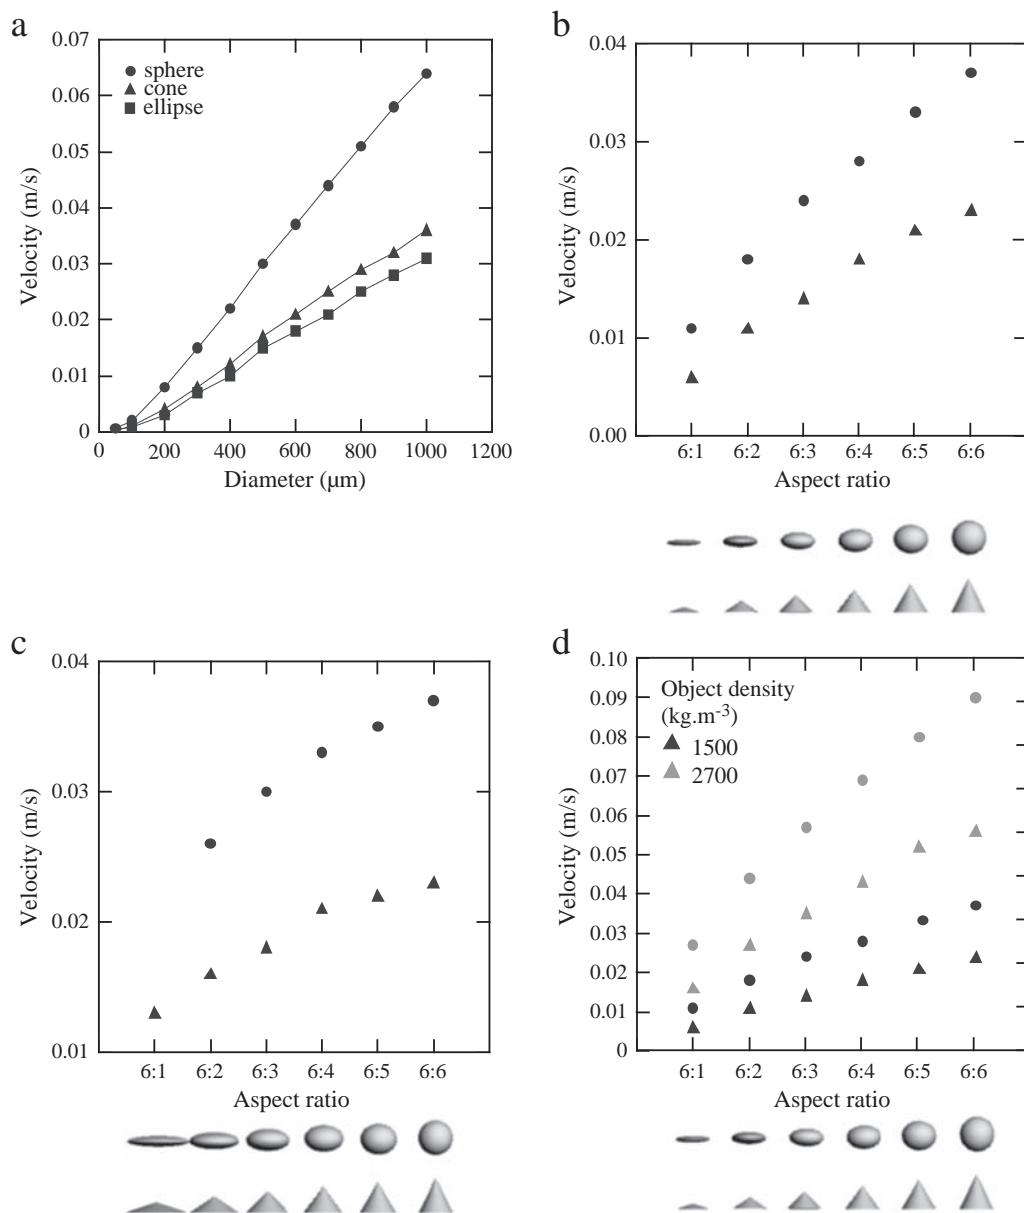 a
0.07
0.06
0.05
0.04
0.03
0.02
0.01
0
sphere
cone
ellipse
Velocity (m/s)
0 200 400 600 800 1000 1200
Diameter (μm)
b
0.04
0.03
0.02
0.01
0.00
Velocity (m/s)
6:1 6:2 6:3 6:4 6:5 6:6
Aspect ratio
c
0.04
0.03
0.02
0.01
Velocity (m/s)
6:1 6:2 6:3 6:4 6:5 6:6
Aspect ratio
d
0.10
0.09
0.08
0.07
0.06
0.05
0.04
0.03
0.02
0.01
0
Object density
(kg.m-3)
1500
2700
Velocity (m/s)
6:1 6:2 6:3 6:4 6:5 6:6
Aspect ratio